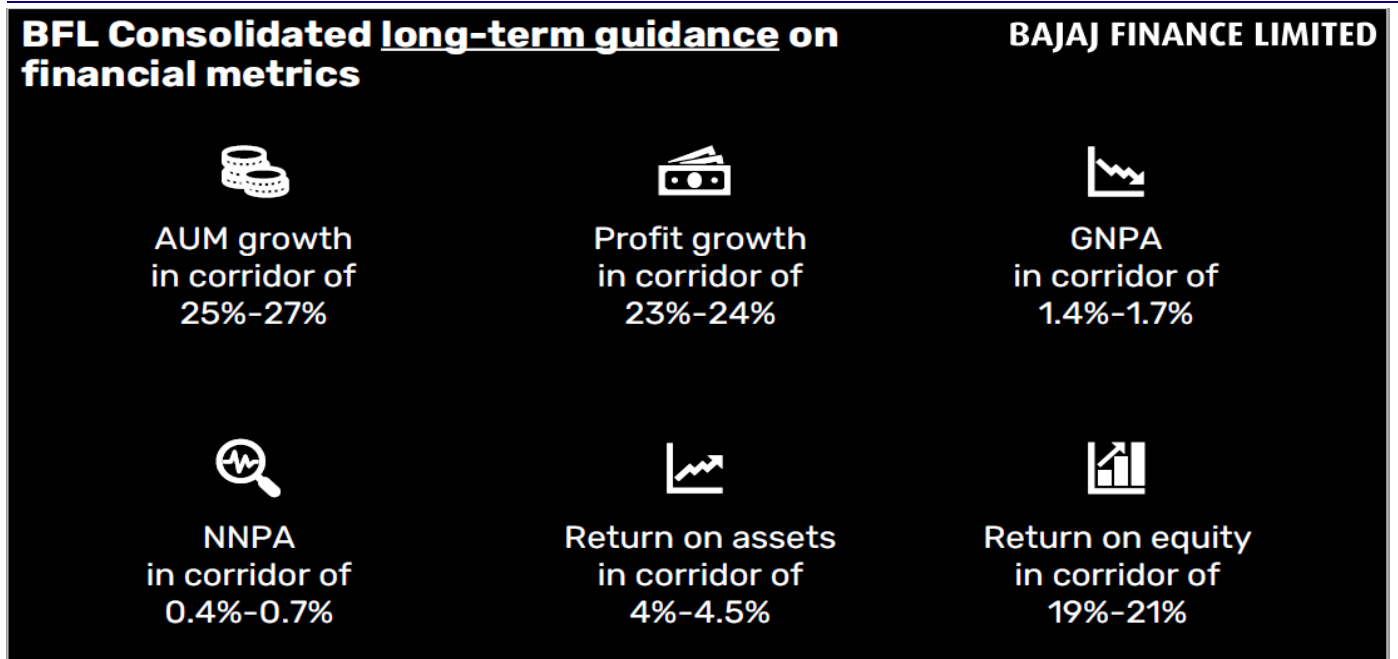 BFL Consolidated long-term guidance on
financial metrics
BAJAJ FINANCE LIMITED
AUM growth
in corridor of
25%-27%
Profit growth
in corridor of
23%-24%
GNPA
in corridor of
1.4%-1.7%
NNPA
in corridor of
0.4%-0.7%
Return on assets
in corridor of
4%-4.5%
Return on equity
in corridor of
19%-21%